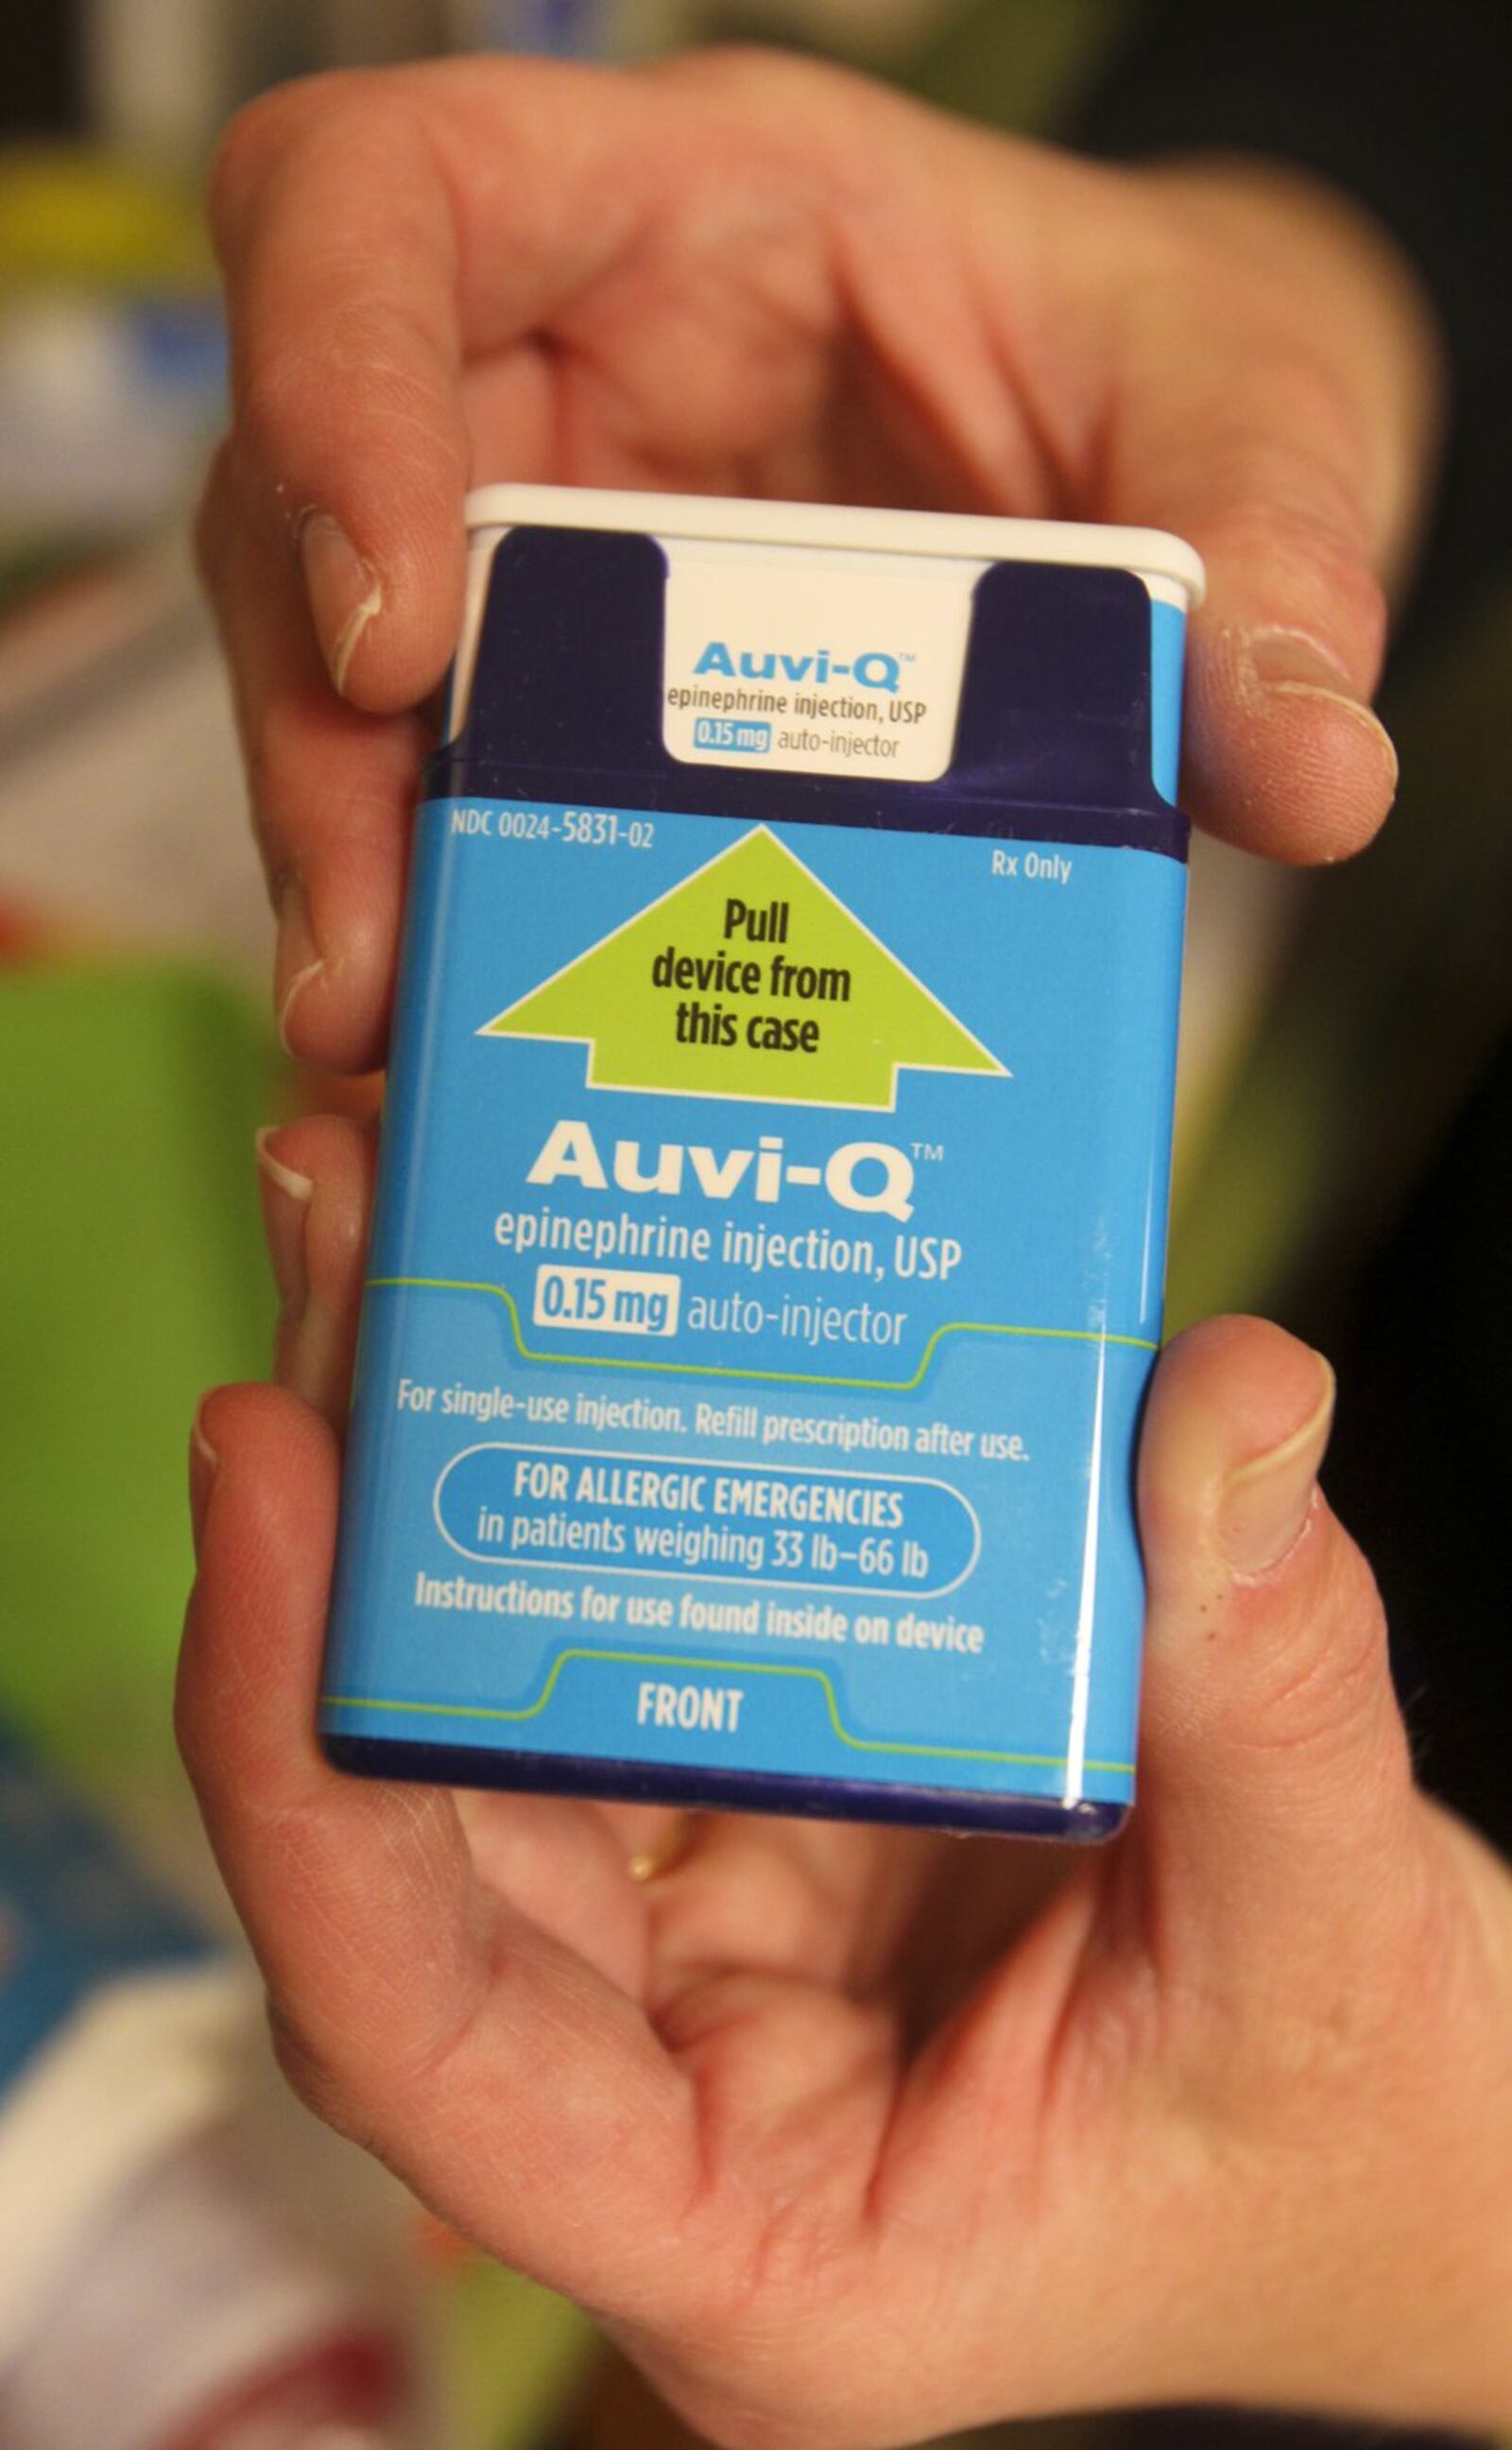 Auvi-Q™
epinephrine injection, USP
0.15 mg auto-injector
NDC 0024-5831-02
Rx Only
Pull
device from
this case
Auvi-Q™
epinephrine injection, USP
0.15 mg auto-injector
For single-use injection. Refill prescription after use.
FOR ALLERGIC EMERGENCIES
in patients weighing 33 lb–66 lb
Instructions for use found inside on device
FRONT